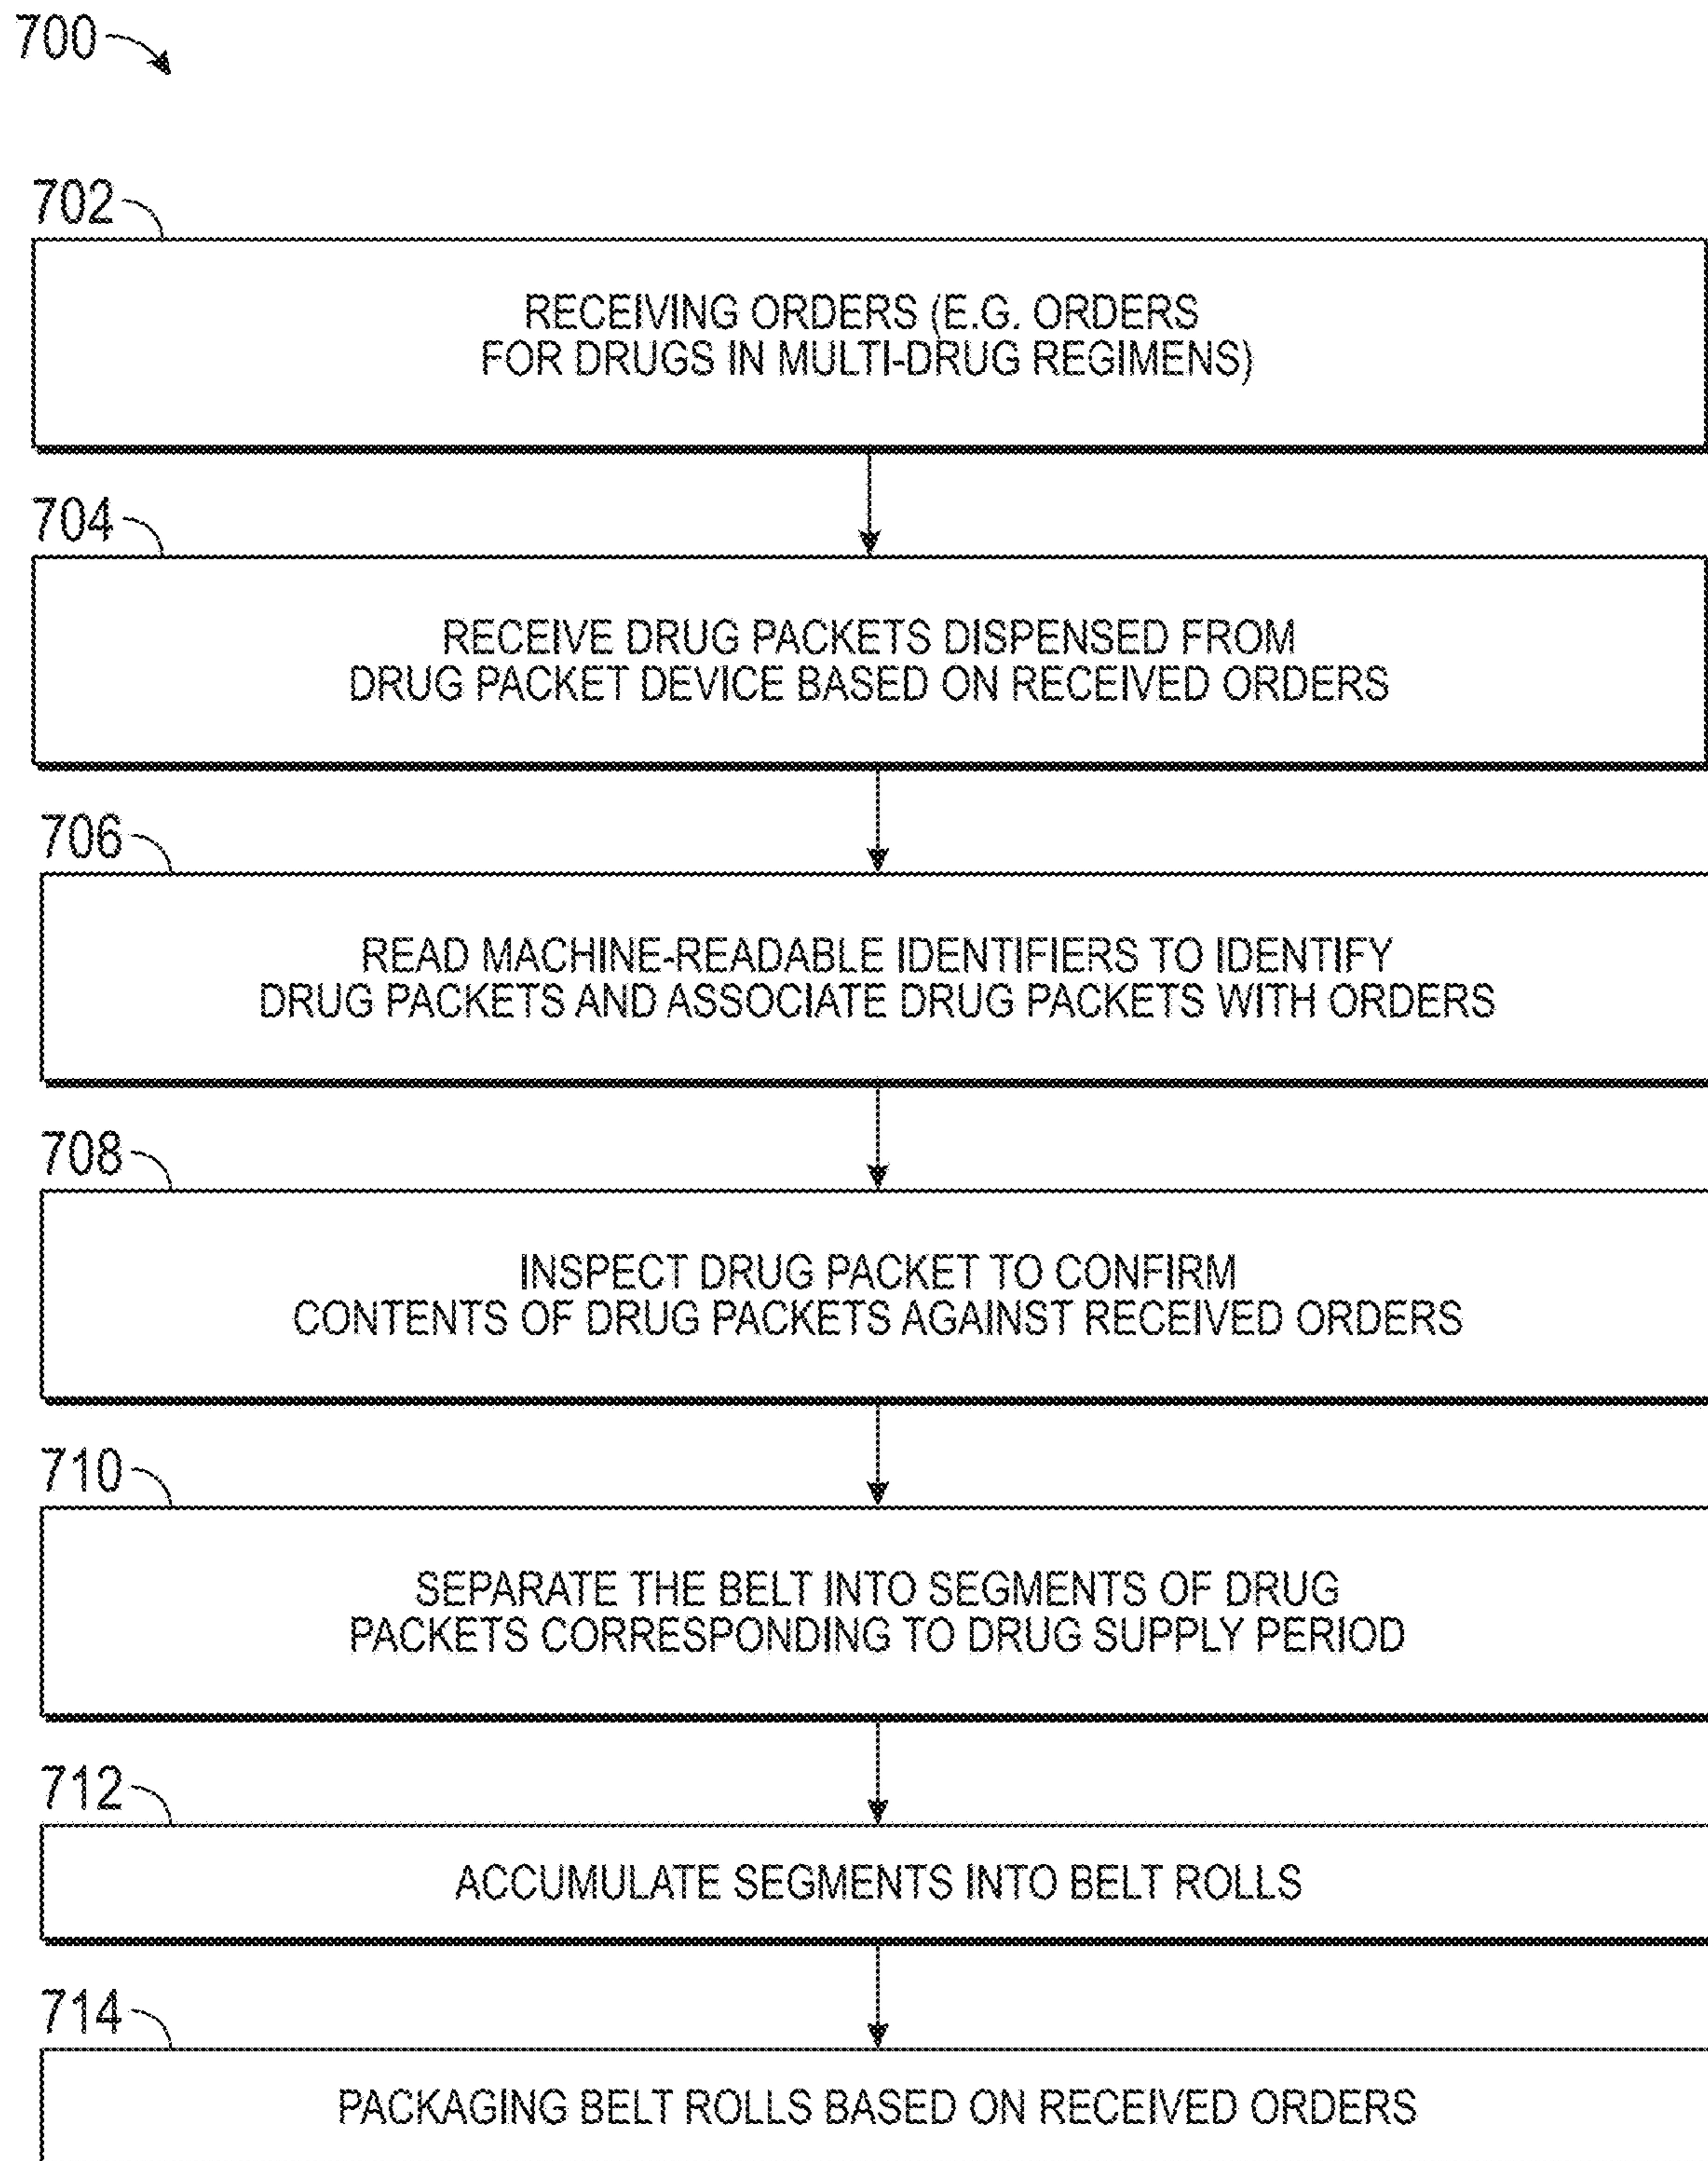 700
702
RECEIVING ORDERS (E.G. ORDERS
FOR DRUGS IN MULTI-DRUG REGIMENS)
704
RECEIVE DRUG PACKETS DISPENSED FROM
DRUG PACKET DEVICE BASED ON RECEIVED ORDERS
706
READ MACHINE-READABLE IDENTIFIERS TO IDENTIFY
DRUG PACKETS AND ASSOCIATE DRUG PACKETS WITH ORDERS
708
INSPECT DRUG PACKET TO CONFIRM
CONTENTS OF DRUG PACKETS AGAINST RECEIVED ORDERS
710
SEPARATE THE BELT INTO SEGMENTS OF DRUG
PACKETS CORRESPONDING TO DRUG SUPPLY PERIOD
712
ACCUMULATE SEGMENTS INTO BELT ROLLS
714
PACKAGING BELT ROLLS BASED ON RECEIVED ORDERS